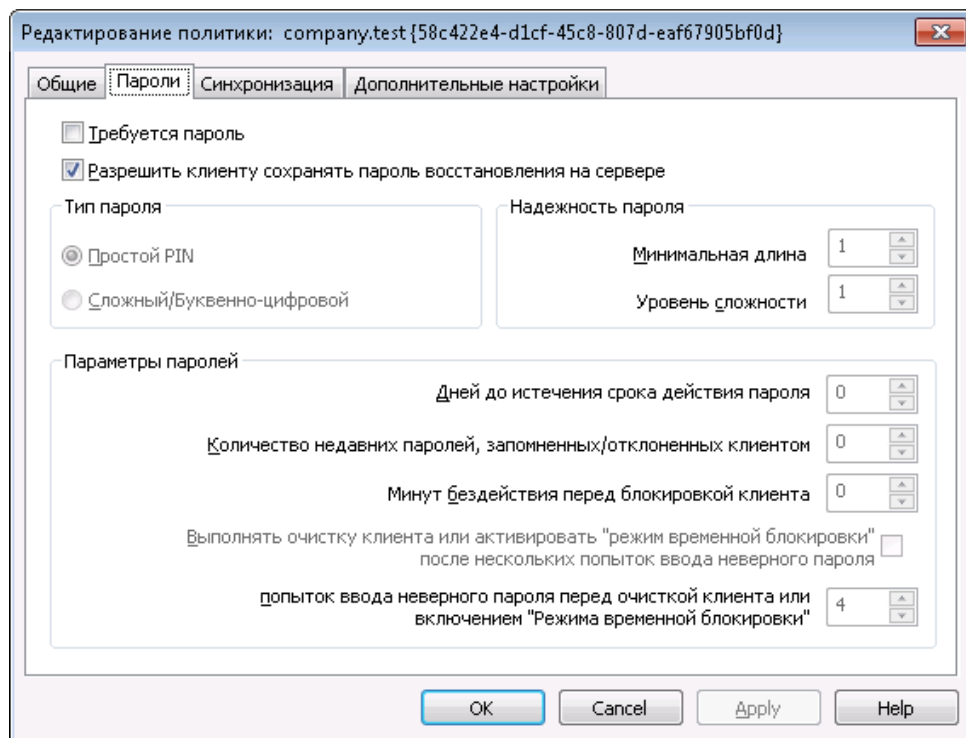 Редактирование политики: company.test {58c422e4-d1cf-45c8-807d-eaf67905bf0d}
Общие Пароли Синхронизация Дополнительные настройки
Требуется пароль
Разрешить клиенту сохранять пароль восстановления на сервере
Тип пароля
Простой PIN
Сложный/Буквенно-цифровой
Надежность пароля
Минимальная длина 1
Уровень сложности 1
Параметры паролей
Дней до истечения срока действия пароля 0
Количество недавних паролей, запомненных/отклоненных клиентом 0
Минут бездействия перед блокировкой клиента 0
Выполнять очистку клиента или активировать "режим временной блокировки"
после нескольких попыток ввода неверного пароля
попыток ввода неверного пароля перед очисткой клиента или
включением "Режима временной блокировки" 4
OK Cancel Apply Help